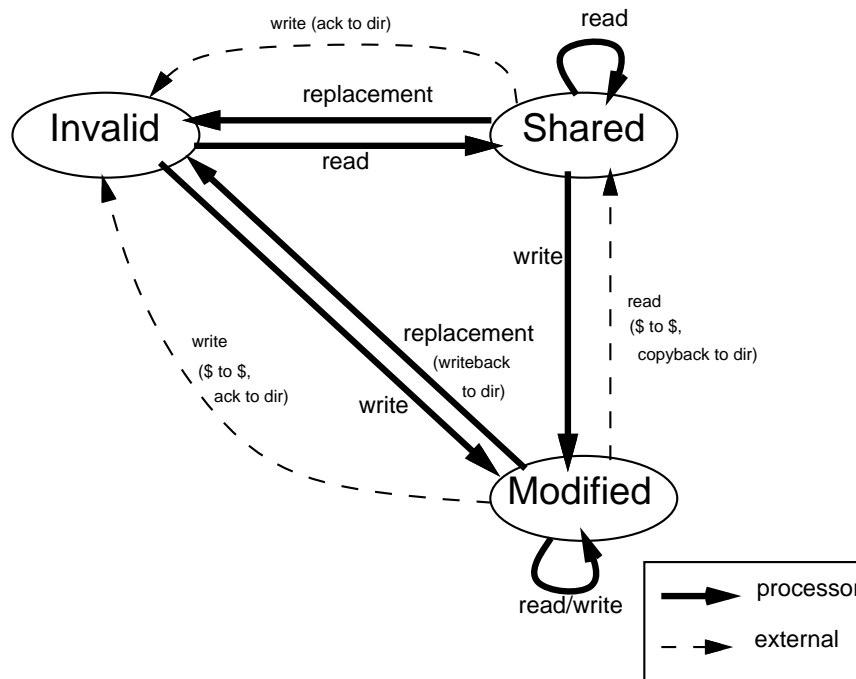 read
write (ack to dir)
replacement
Invalid
Shared
read
write
read
($ to $,
copyback to dir)
replacement
(writeback
to dir)
write
($ to $,
ack to dir)
write
Modified
read/write
processor
external